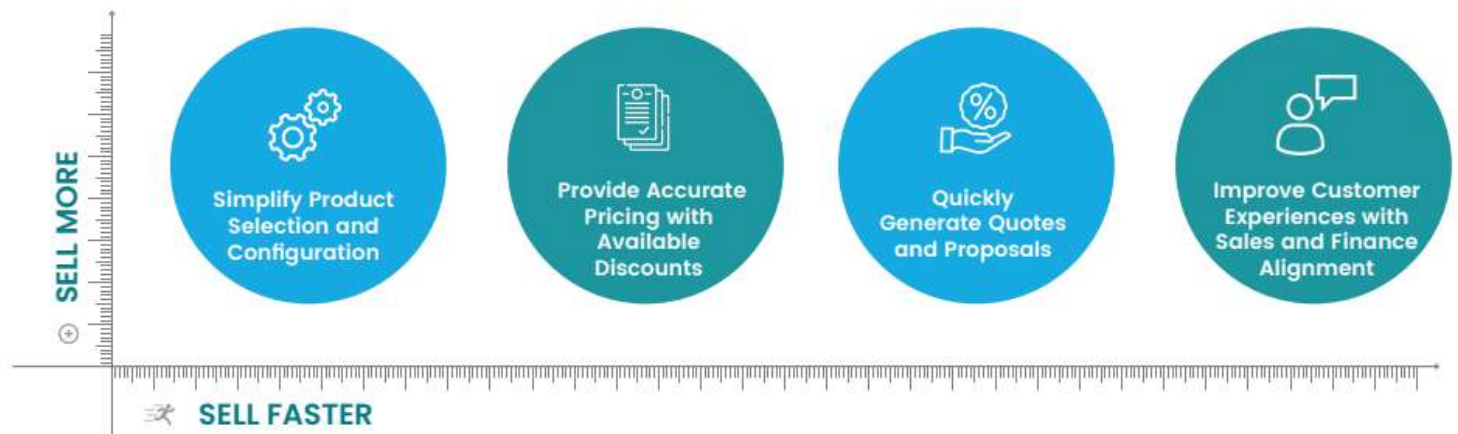 SELL MORE
Simplify Product
Selection and
Configuration
Provide Accurate
Pricing with
Available
Discounts
%
Quickly
Generate Quotes
and Proposals
Improve Customer
Experiences with
Sales and Finance
Alignment
SELL FASTER